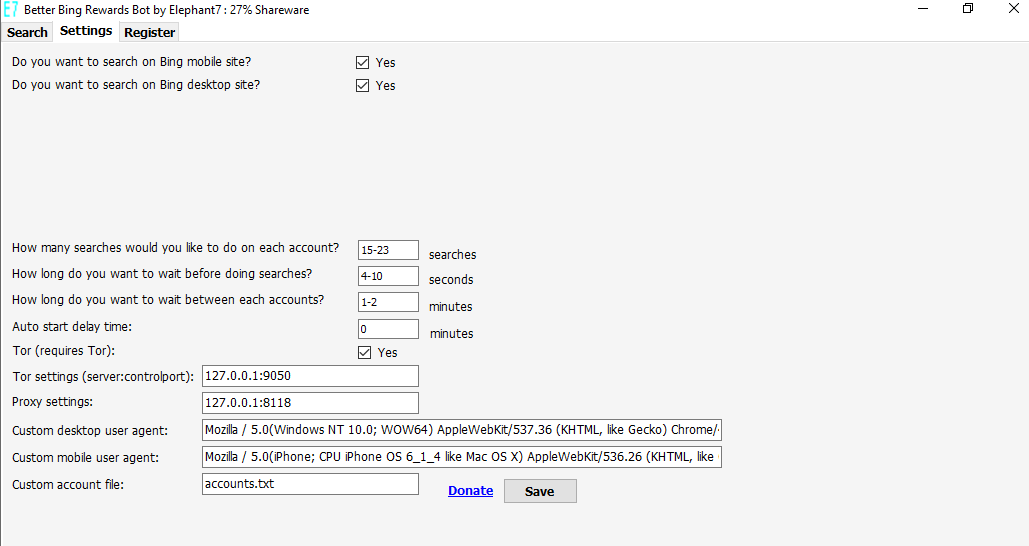 E7 Better Bing Rewards Bot by Elephant7 : 27% Shareware
Search Settings Register
Do you want to search on Bing mobile site? Yes
Do you want to search on Bing desktop site? Yes
How many searches would you like to do on each account? 15-23 searches
How long do you want to wait before doing searches? 4-10 seconds
How long do you want to wait between each accounts? 1-2 minutes
Auto start delay time: 0 minutes
Tor (requires Tor): Yes
Tor settings (server:controlport): 127.0.0.1:9050
Proxy settings: 127.0.0.1:8118
Custom desktop user agent: Mozilla / 5.0(Windows NT 10.0; WOW64) AppleWebKit/537.36 (KHTML, like Gecko) Chrome/
Custom mobile user agent: Mozilla / 5.0(iPhone; CPU iPhone OS 6_1_4 like Mac OS X) AppleWebKit/536.26 (KHTML, like
Custom account file: accounts.txt
Donate Save